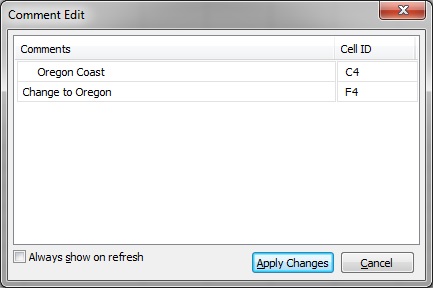 Comment Edit
Comments Cell ID
Oregon Coast C4
Change to Oregon F4
Always show on refresh
Apply Changes Cancel